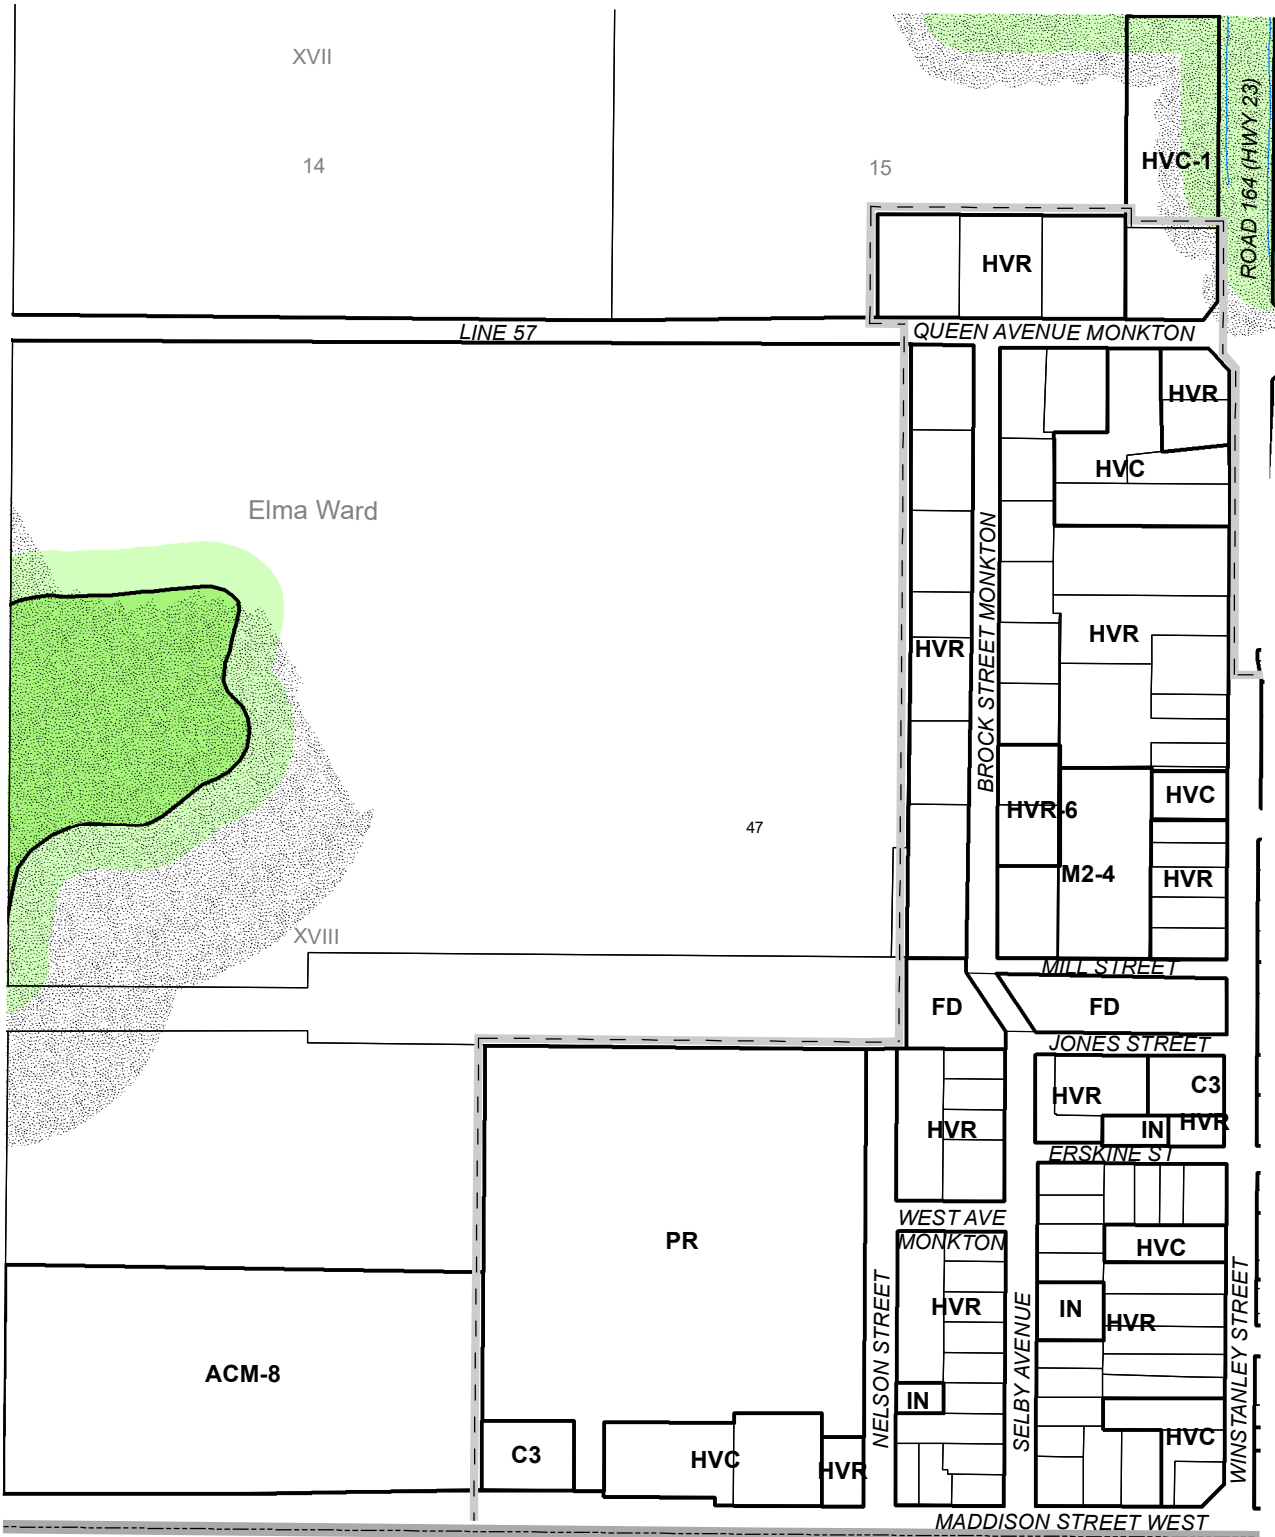 XVII
14
15
HVC-1
ROAD 164 (HWY 23)
HVR
LINE 57
QUEEN AVENUE MONKTON
HVR
HVC
Elma Ward
BROCK STREET MONKTON
HVR
HVR
HVC
HVR-6
47
M2-4
HVR
XVIII
MILL STREET
FD
FD
JONES STREET
C3
HVR
HVR
IN
HVR
ERSKINE ST
WEST AVE
MONKTON
PR
HVC
HVR
IN
HVR
NELSON STREET
SELBY AVENUE
WINSTANLEY STREET
ACM-8
IN
HVC
C3
HVC
HVR
MADDISON STREET WEST